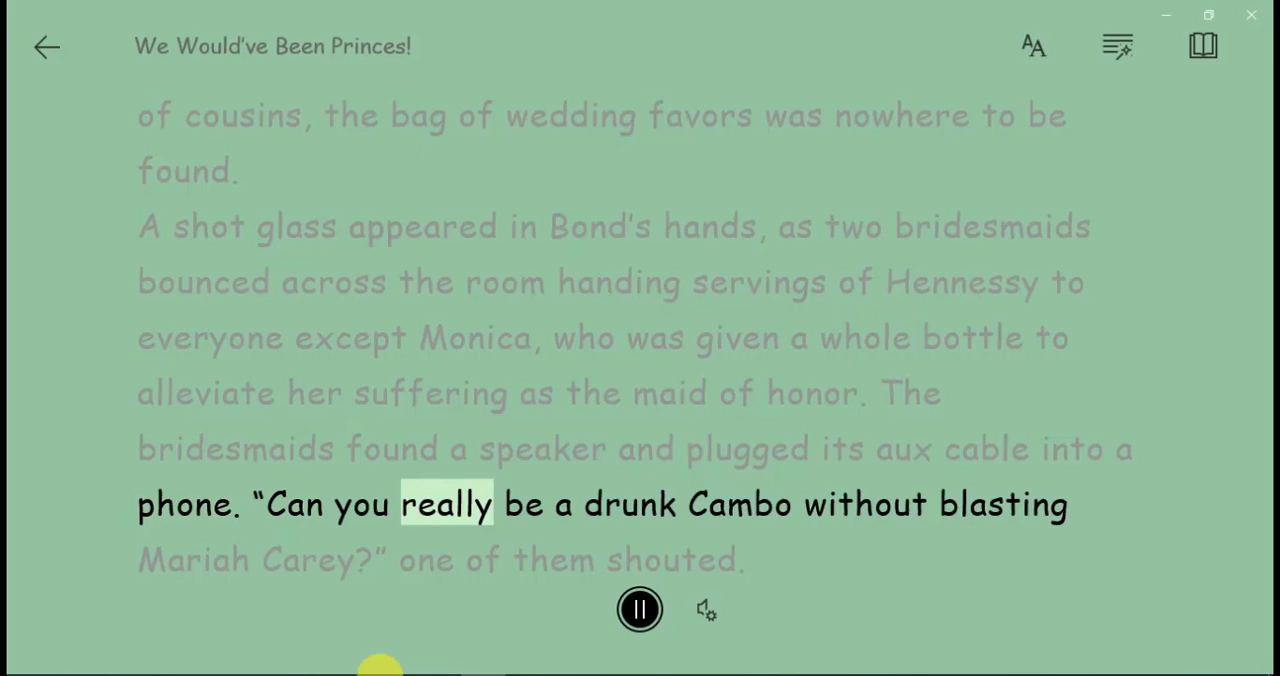 We Would've Been Princes!
of cousins, the bag of wedding favors was nowhere to be
found.
A shot glass appeared in Bond's hands, as two bridesmaids
bounced across the room handing servings of Hennessy to
everyone except Monica, who was given a whole bottle to
alleviate her suffering as the maid of honor. The
bridesmaids found a speaker and plugged its aux cable into a
phone. “Can you really be a drunk Cambo without blasting
Mariah Carey?” one of them shouted.